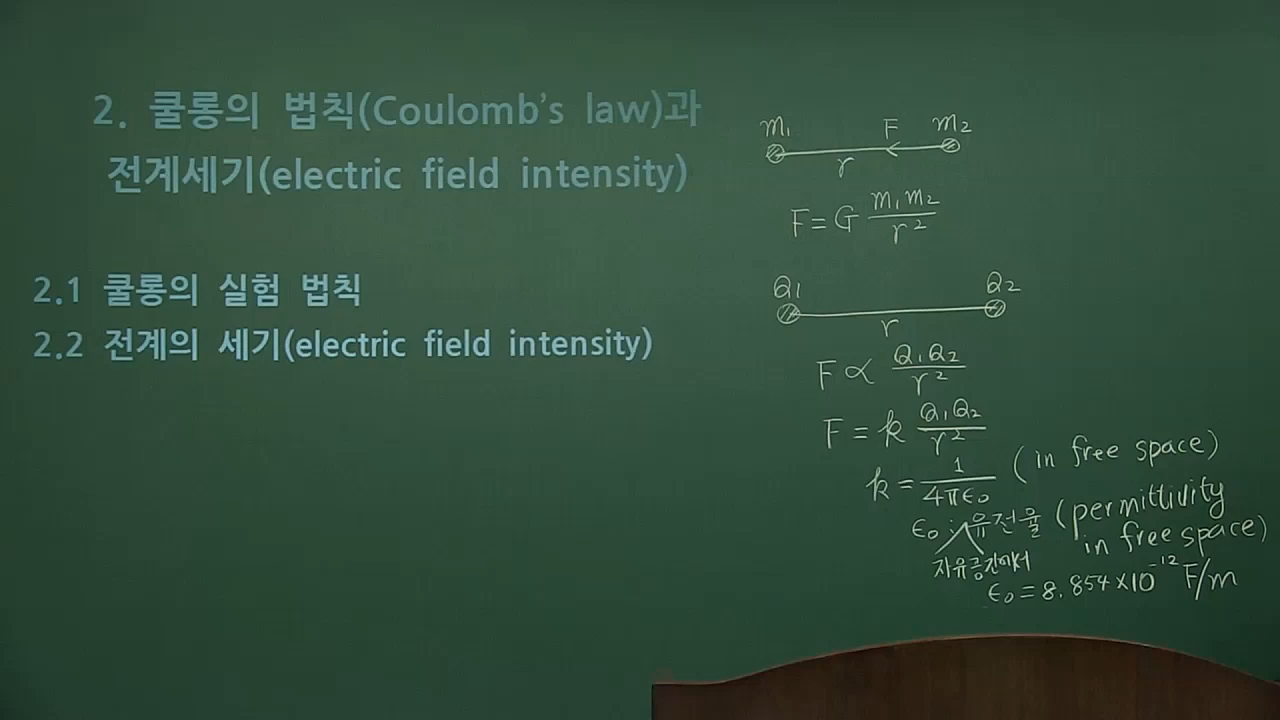 2. 쿨롱의 법칙(Coulomb's law)과
전계세기(electric field intensity)
2.1 쿨롱의 실험 법칙
2.2 전계의 세기(electric field intensity)
m₁ F m₂
r
F = G m₁m₂/r²
Q₁ Q₂
r
F ∝ Q₁Q₂/r²
F = k Q₁Q₂/r²
k = 1/4πϵ₀ (in free space)
ϵ₀ : 유전율 (permittivity
in free space)
자유공간에서
ϵ₀ = 8.854×10⁻¹² F/m